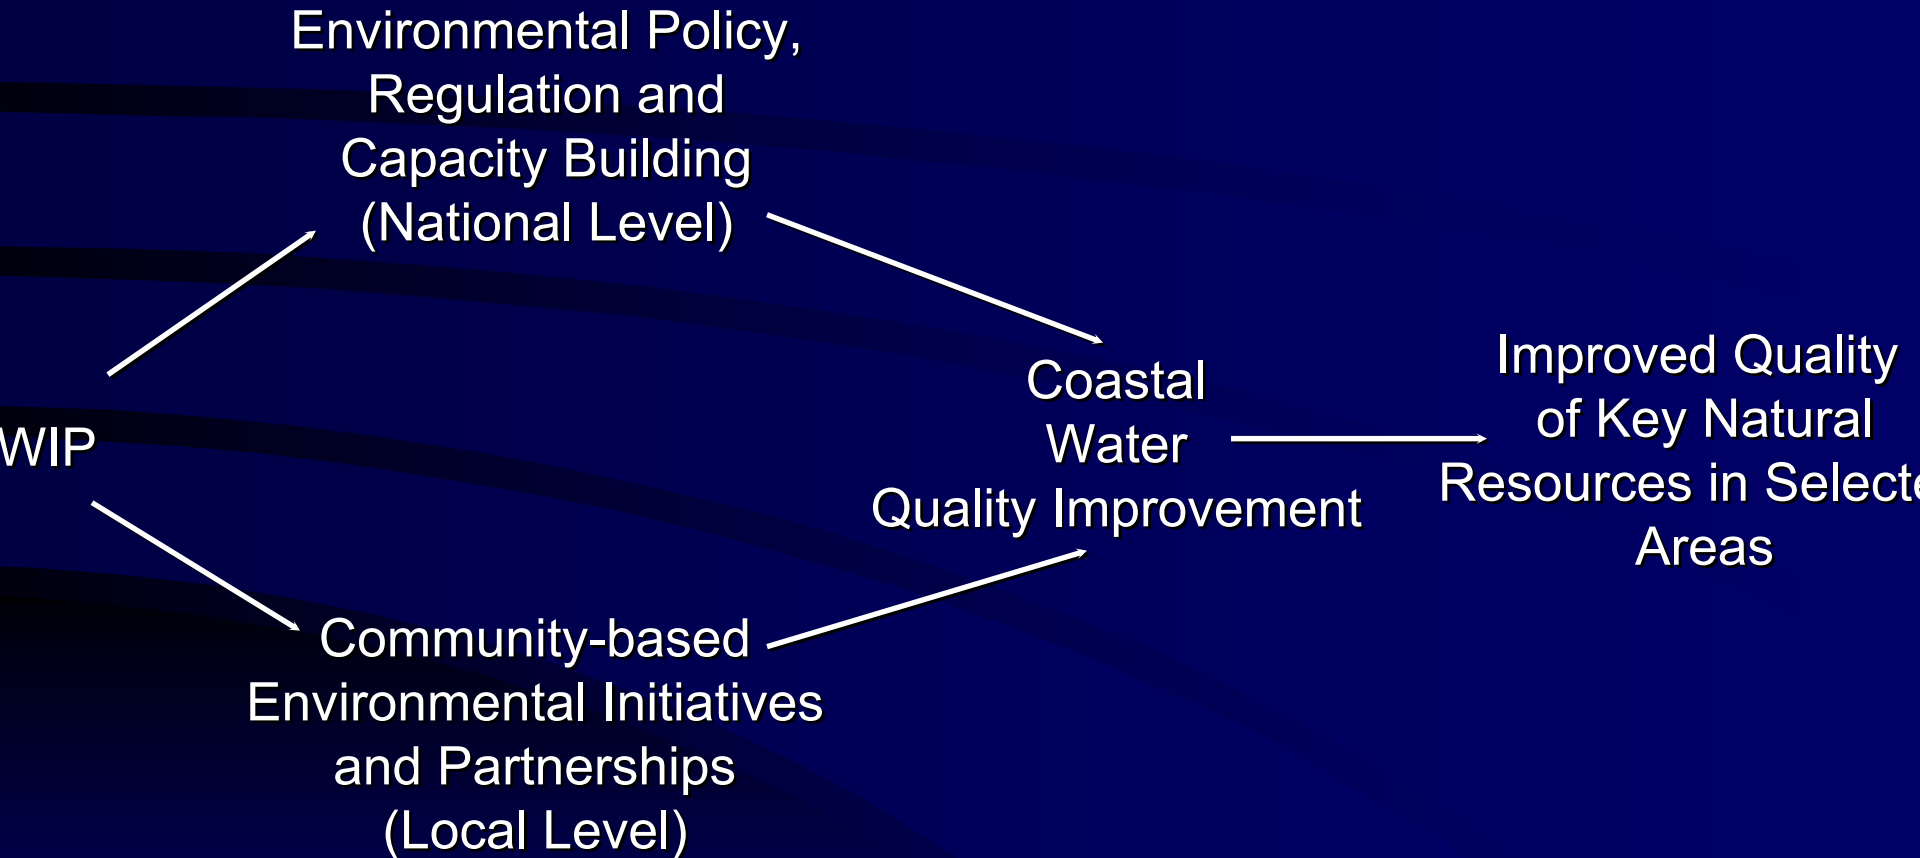 Environmental Policy,
Regulation and
Capacity Building
(National Level)
WIP
Coastal
Water
Quality Improvement
Improved Quality
of Key Natural
Resources in Selecte
Areas
Community-based
Environmental Initiatives
and Partnerships
(Local Level)